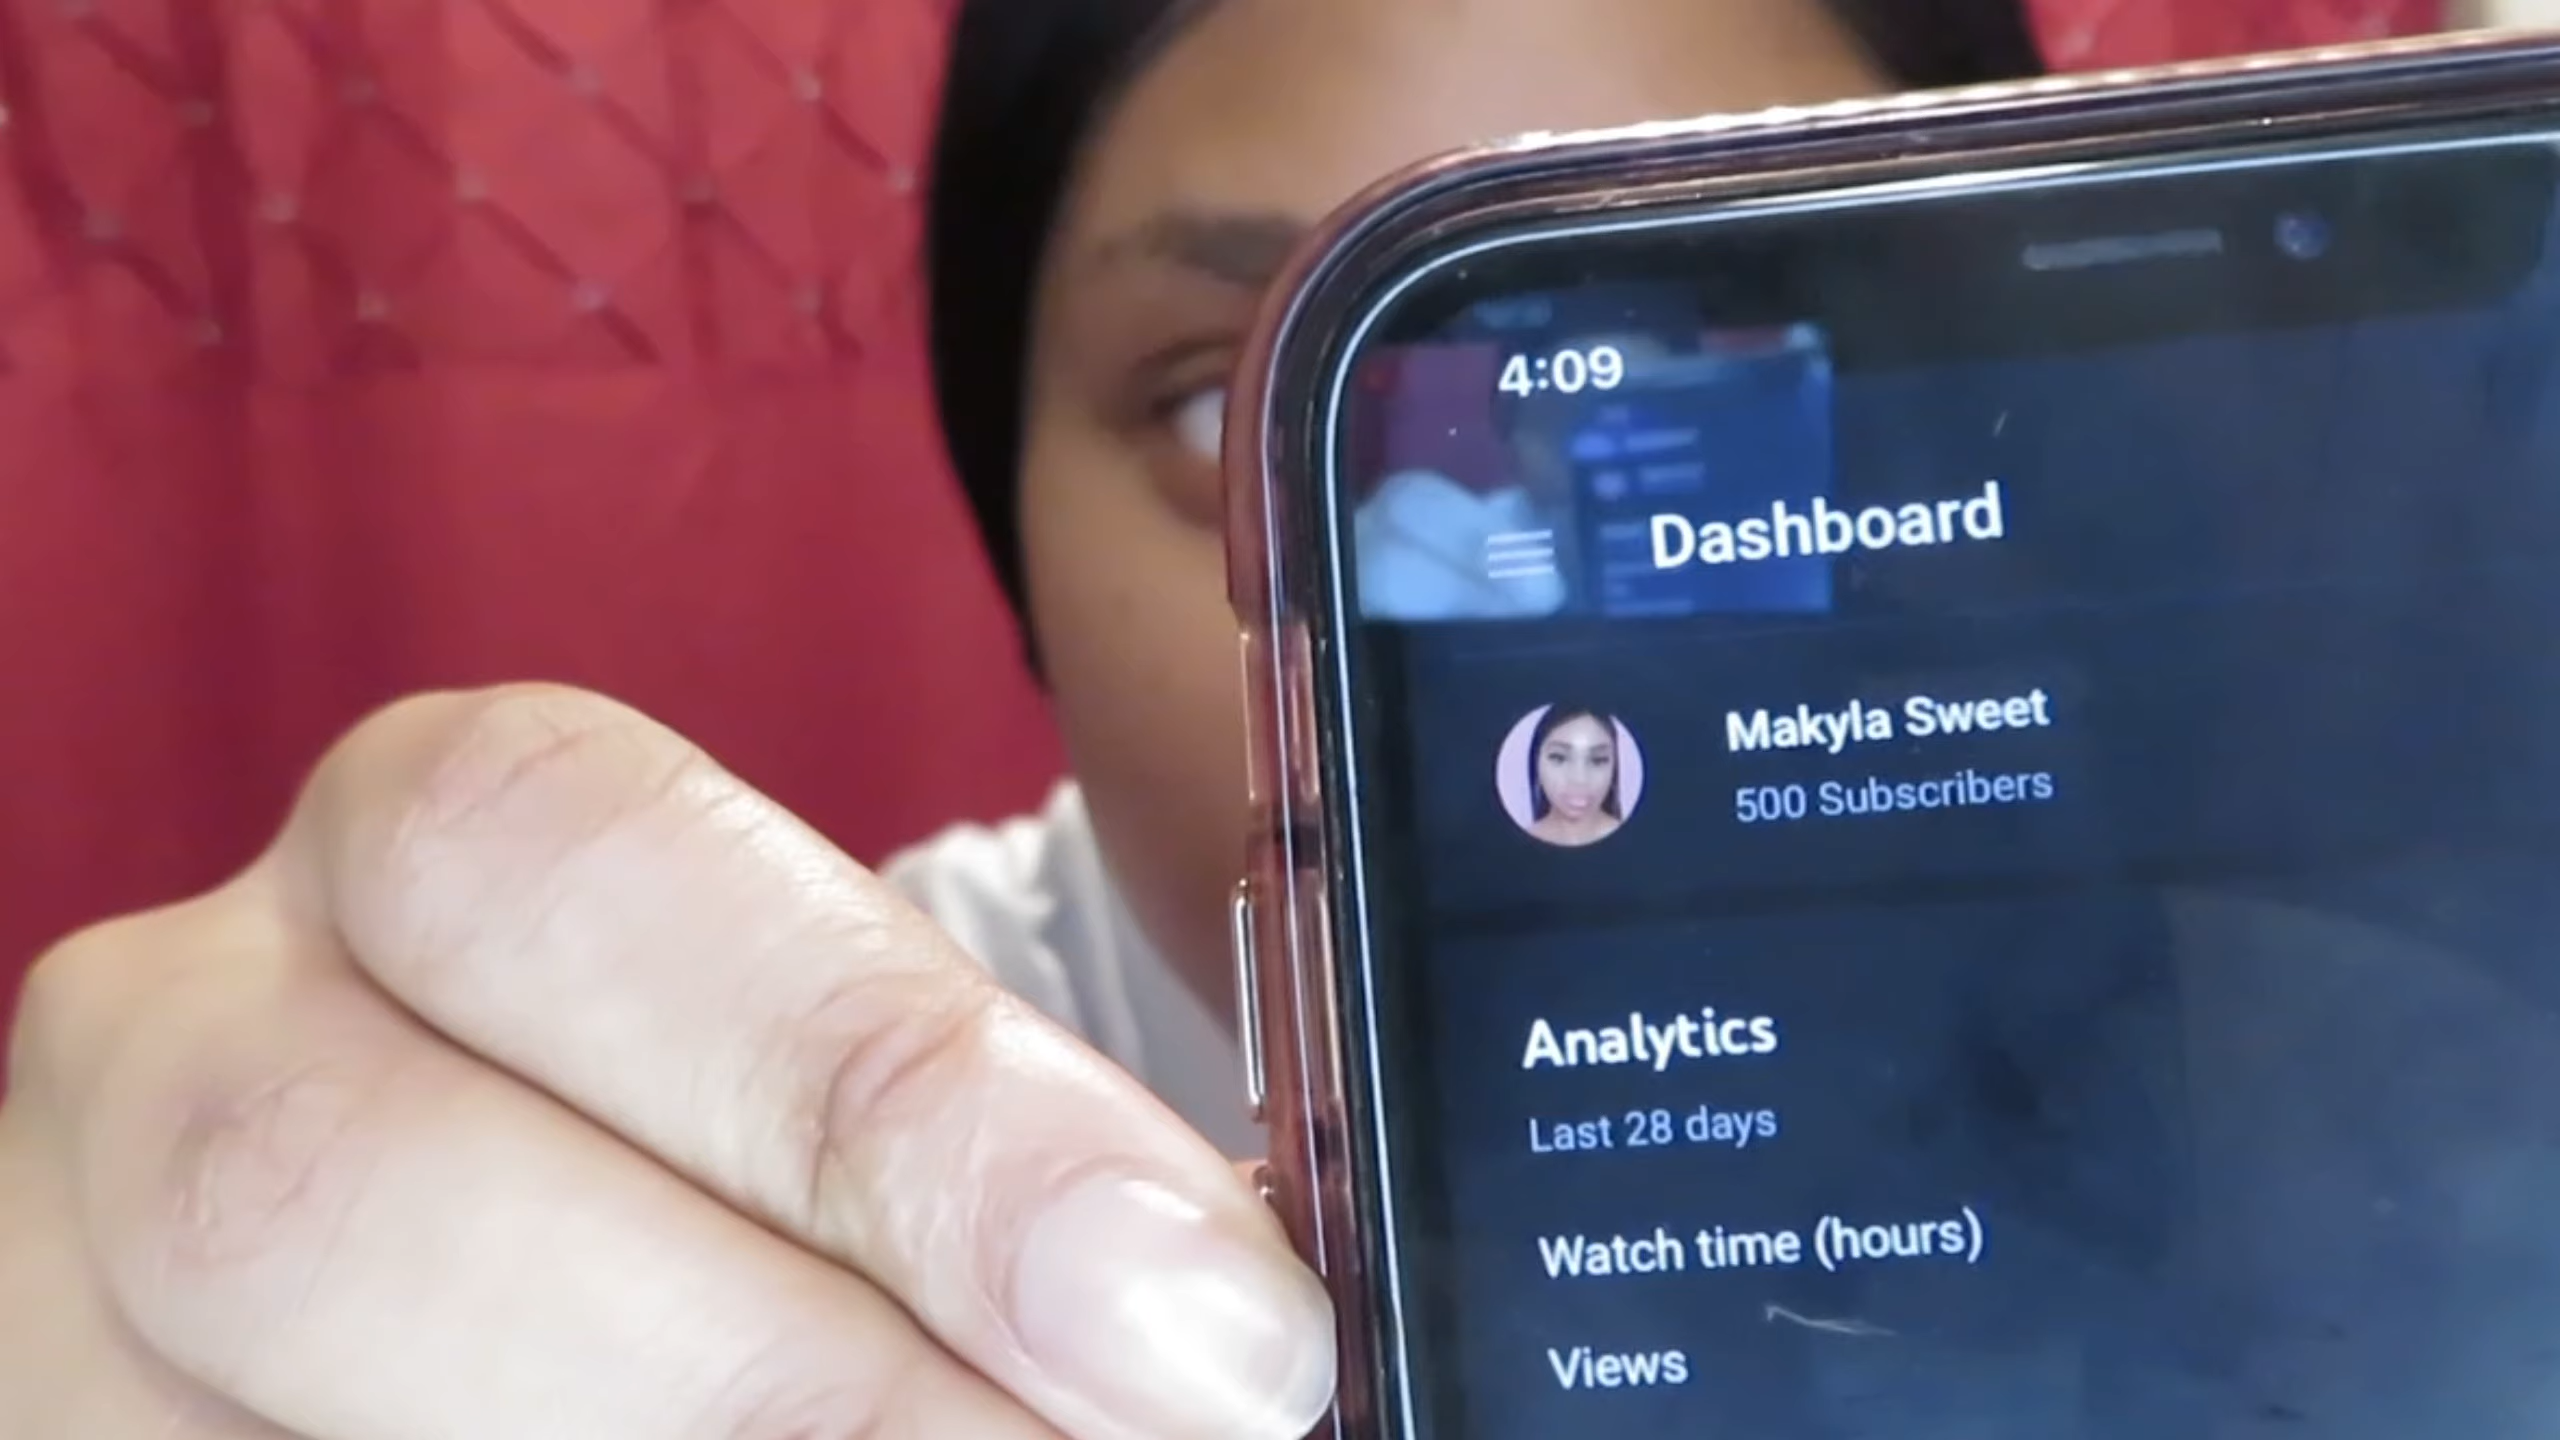 4:09
Dashboard
Makyla Sweet
500 Subscribers
Analytics
Last 28 days
Watch time (hours)
Views